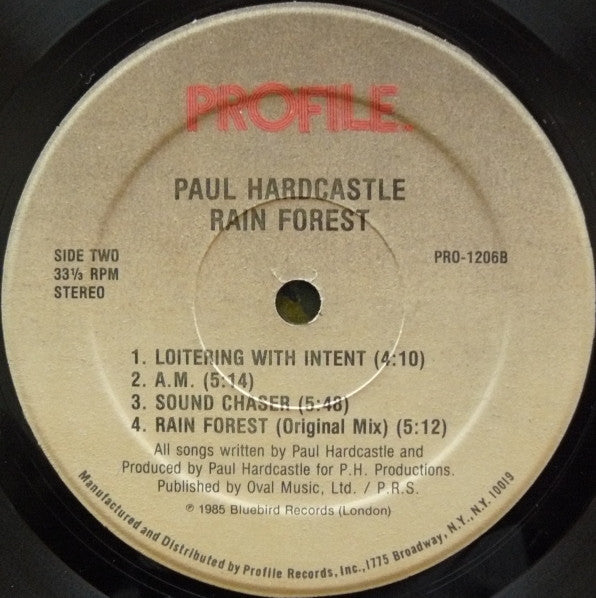 PROFILE.
PAUL HARDCASTLE
RAIN FOREST
SIDE TWO
33⅓ RPM
STEREO
PRO-1206B
1. LOITERING WITH INTENT (4:10)
2. A.M. (5:14)
3. SOUND CHASER (5:48)
4. RAIN FOREST (Original Mix) (5:12)
All songs written by Paul Hardcastle and
Produced by Paul Hardcastle for P.H. Productions.
Published by Oval Music, Ltd. / P.R.S.
℗ 1985 Bluebird Records (London)
Manufactured and Distributed by Profile Records, Inc., 1775 Broadway, N.Y., N.Y. 10019